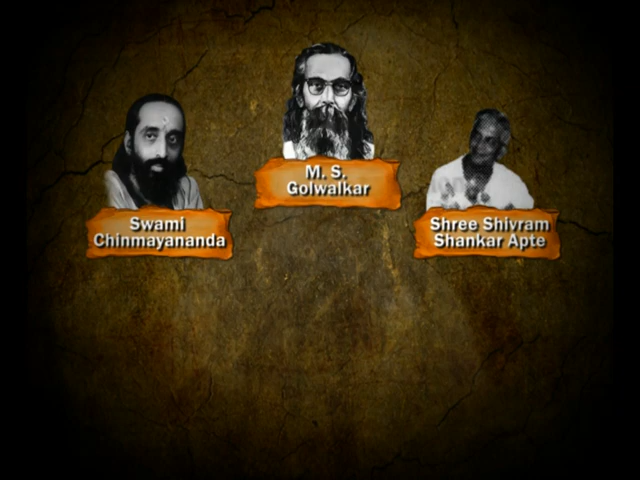 M. S.
Golwalkar
Swami
Chinmayananda
Shree Shivram
Shankar Apte